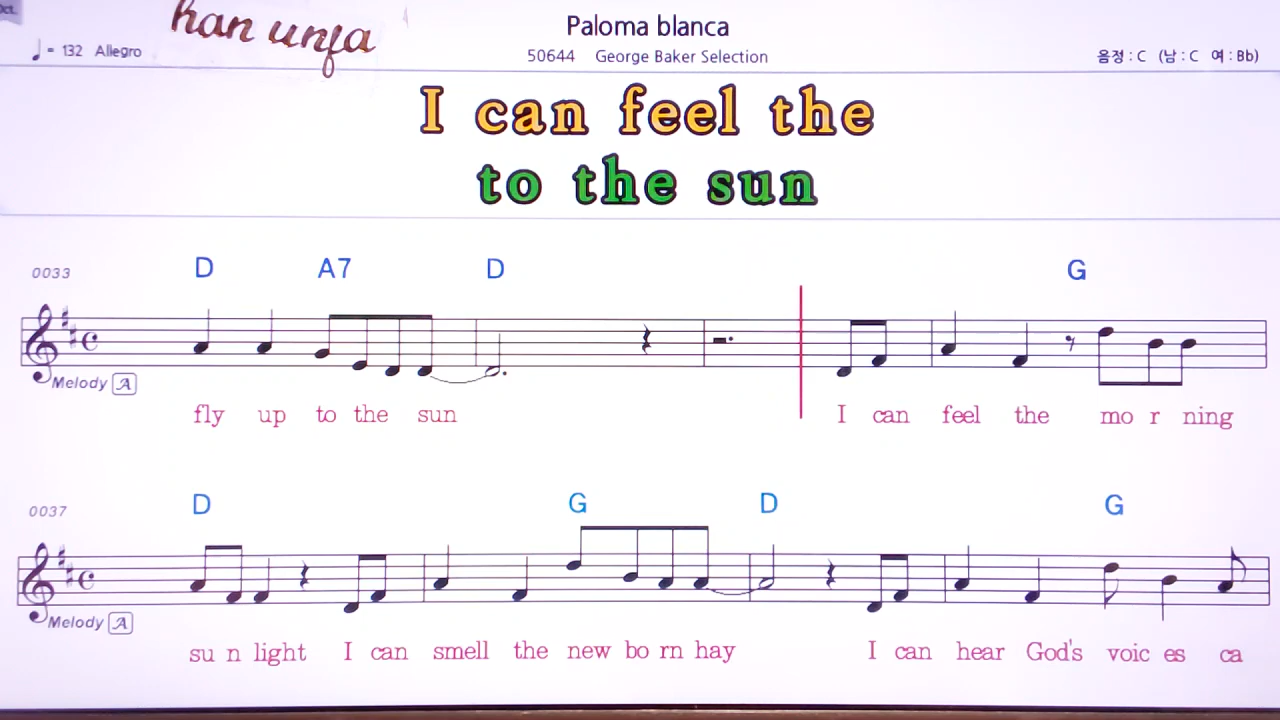 Oct.
han unja
Paloma blanca
♩ = 132 Allegro
50644 George Baker Selection
음정 : C (남 : C 여 : Bb)
I can feel the
to the sun
0033
D A7 D G
Melody A
fly up to the sun I can feel the mo r ning
0037
D G D G
Melody A
su n light I can smell the new bo rn hay I can hear God's voic es ca